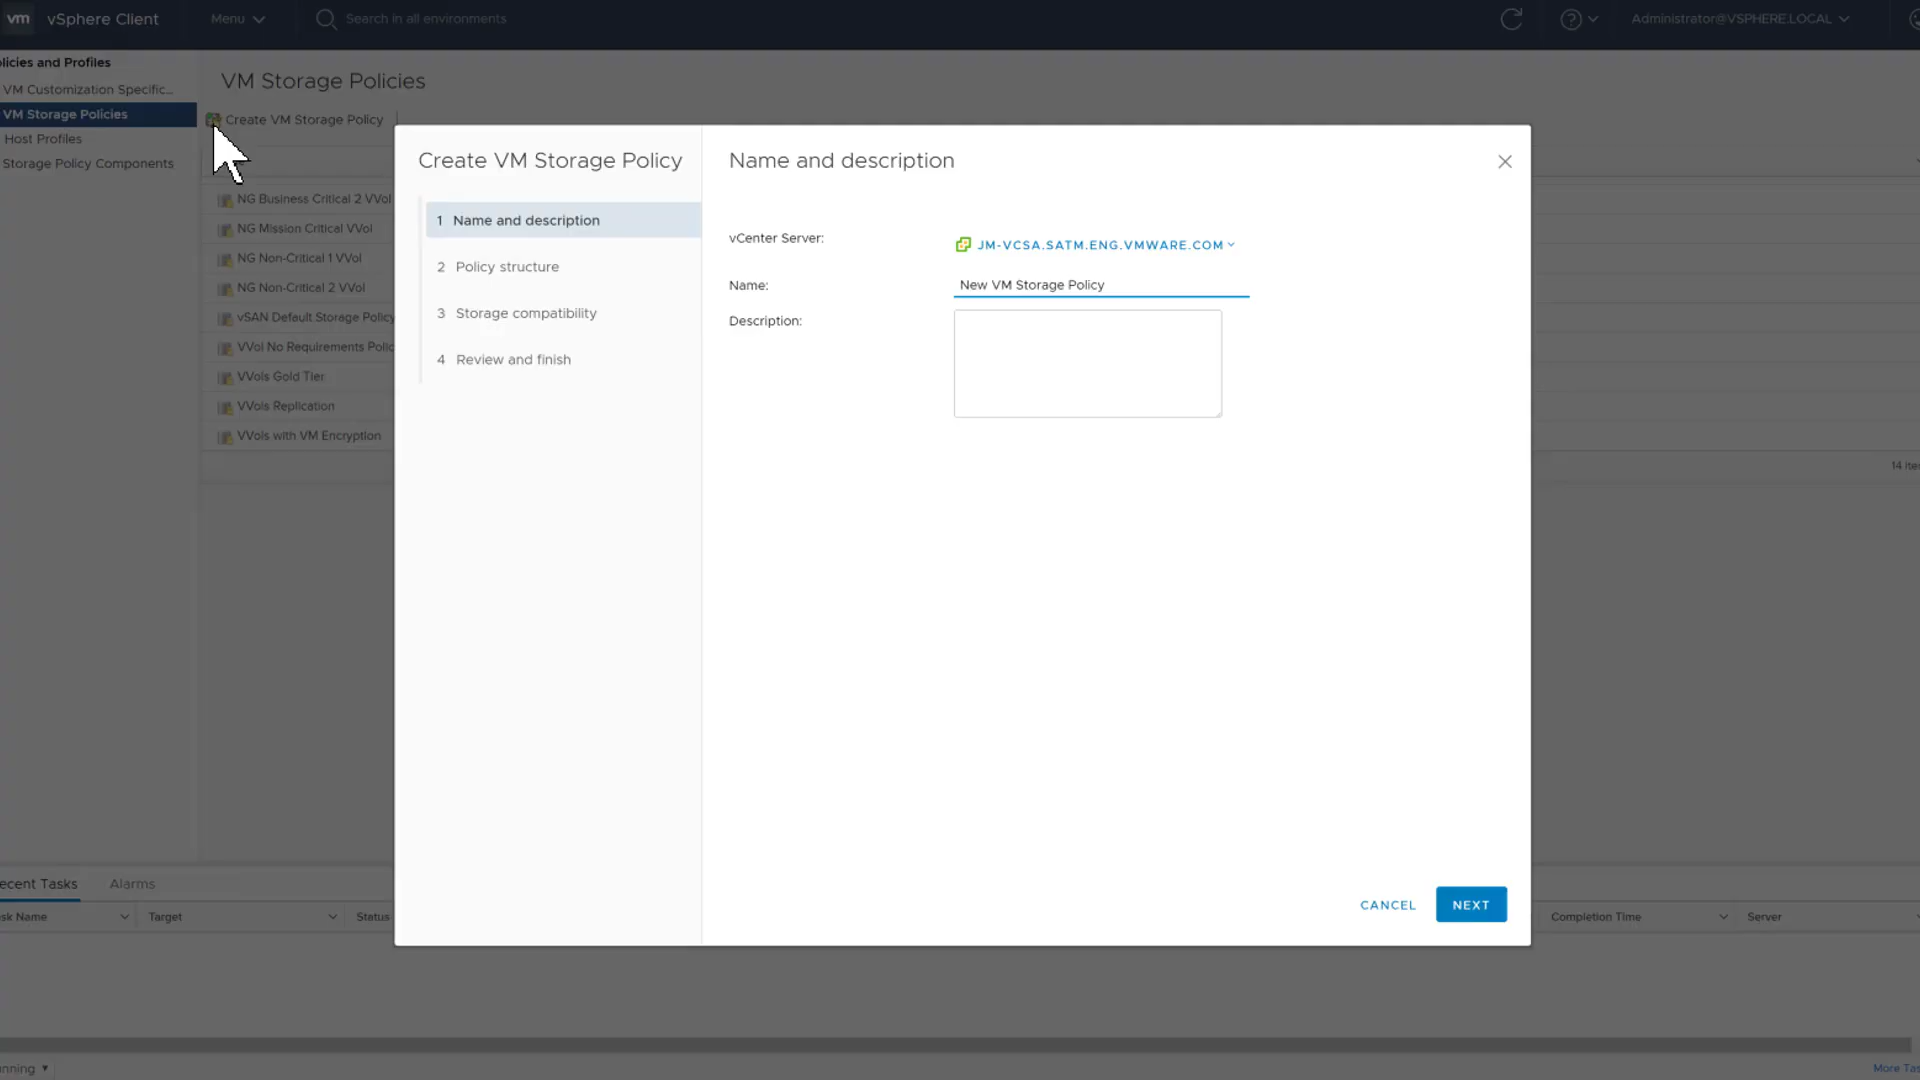 vm vSphere Client Menu Search in all environments Administrator@VSPHERE.LOCAL
licies and Profiles
VM Customization Specific...
VM Storage Policies
Host Profiles
Storage Policy Components
VM Storage Policies
Create VM Storage Policy
NG Business Critical 2 VVol
NG Mission Critical VVol
NG Non-Critical 1 VVol
NG Non-Critical 2 VVol
vSAN Default Storage Policy
VVol No Requirements Polic
VVols Gold Tier
VVols Replication
VVols with VM Encryption
14 ite
Create VM Storage Policy
1 Name and description
2 Policy structure
3 Storage compatibility
4 Review and finish
Name and description
vCenter Server: JM-VCSA.SATM.ENG.VMWARE.COM
Name: New VM Storage Policy
Description:
CANCEL NEXT
ecent Tasks Alarms
sk Name Target Status Completion Time Server
nning More Tas